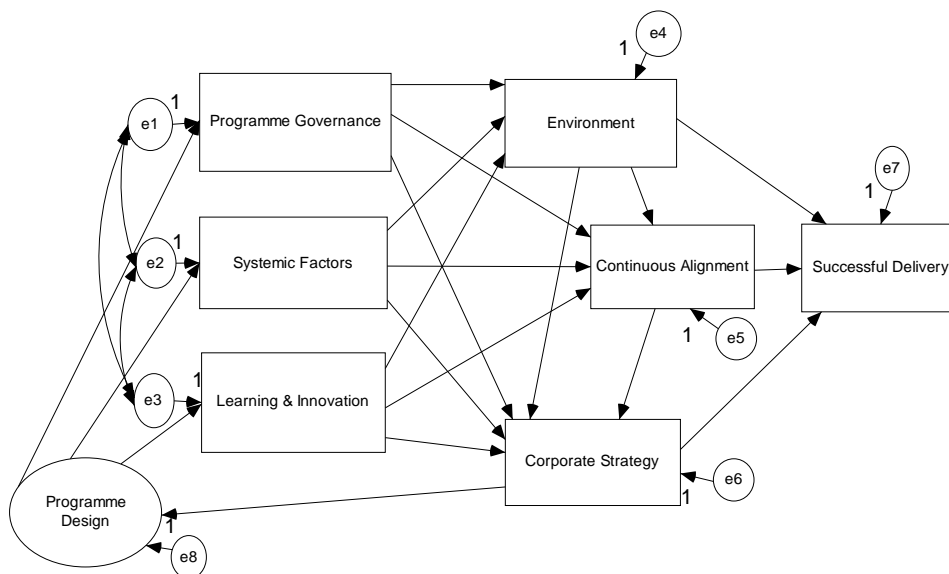 e4
1
1
e1
Programme Governance
Environment
e7
1
1
e2
Systemic Factors
Continuous Alignment
Successful Delivery
1
e5
1
e3
Learning & Innovation
Corporate Strategy
e6
1
Programme
Design
1
e8